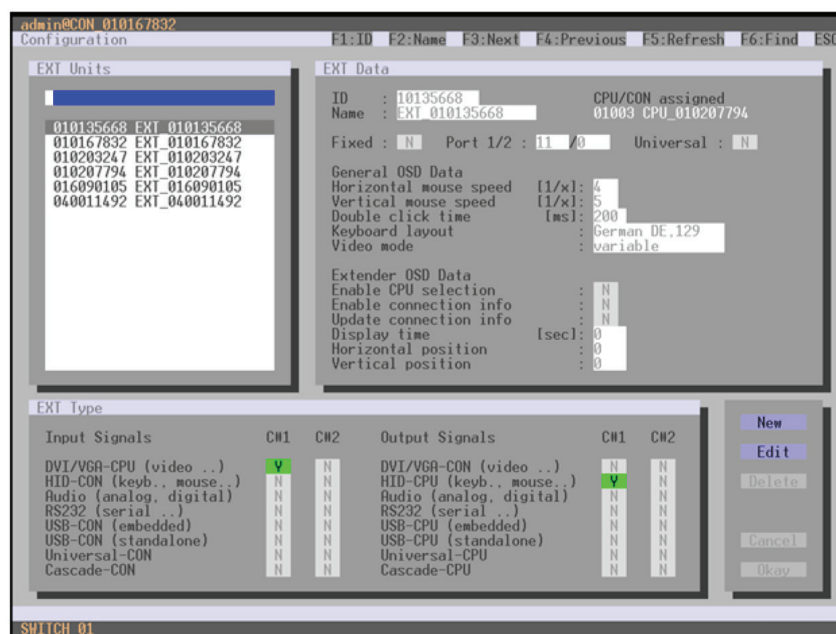 admin@CON_010167832
Configuration F1:ID F2:Name F3:Next F4:Previous F5:Refresh F6:Find ESC
EXT Units
010135668 EXT_010135668
010167832 EXT_010167832
010203247 EXT_010203247
010207794 EXT_010207794
016090105 EXT_016090105
040011492 EXT_040011492
EXT Data
ID : 10135668 CPU/CON assigned
Name : EXT_010135668 01003 CPU_010207794
Fixed : N Port 1/2 : 11 /0 Universal : N
General OSD Data
Horizontal mouse speed [1/x]: 4
Vertical mouse speed [1/x]: 5
Double click time [ms]: 200
Keyboard layout : German DE,129
Video mode : variable
Extender OSD Data
Enable CPU selection : N
Enable connection info : N
Update connection info : N
Display time [sec]: 0
Horizontal position : 0
Vertical position : 0
EXT Type
Input Signals C#1 C#2 Output Signals C#1 C#2
DVI/VGA-CPU (video ..) Y N DVI/VGA-CON (video ..) N N
HID-CON (keyb., mouse..) N N HID-CPU (keyb., mouse..) Y N
Audio (analog, digital) N N Audio (analog, digital) N N
RS232 (serial ..) N N RS232 (serial ..) N N
USB-CON (embedded) N N USB-CPU (embedded) N N
USB-CON (standalone) N N USB-CPU (standalone) N N
Universal-CON N N Universal-CPU N N
Cascade-CON N N Cascade-CPU N N
New
Edit
Delete
Cancel
Okay
SWITCH_01